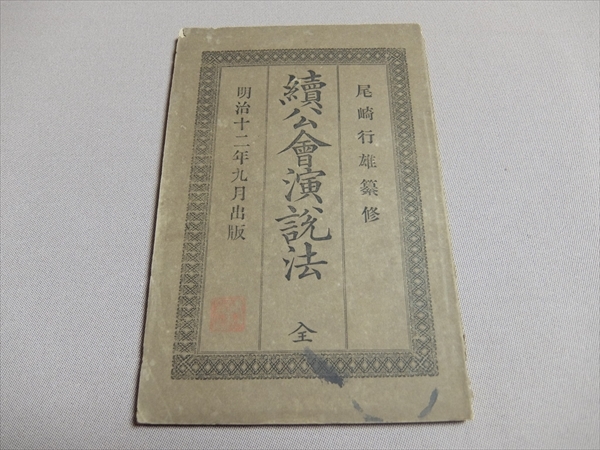 尾崎行雄纂修
續公會演説法
全
明治十二年九月出版